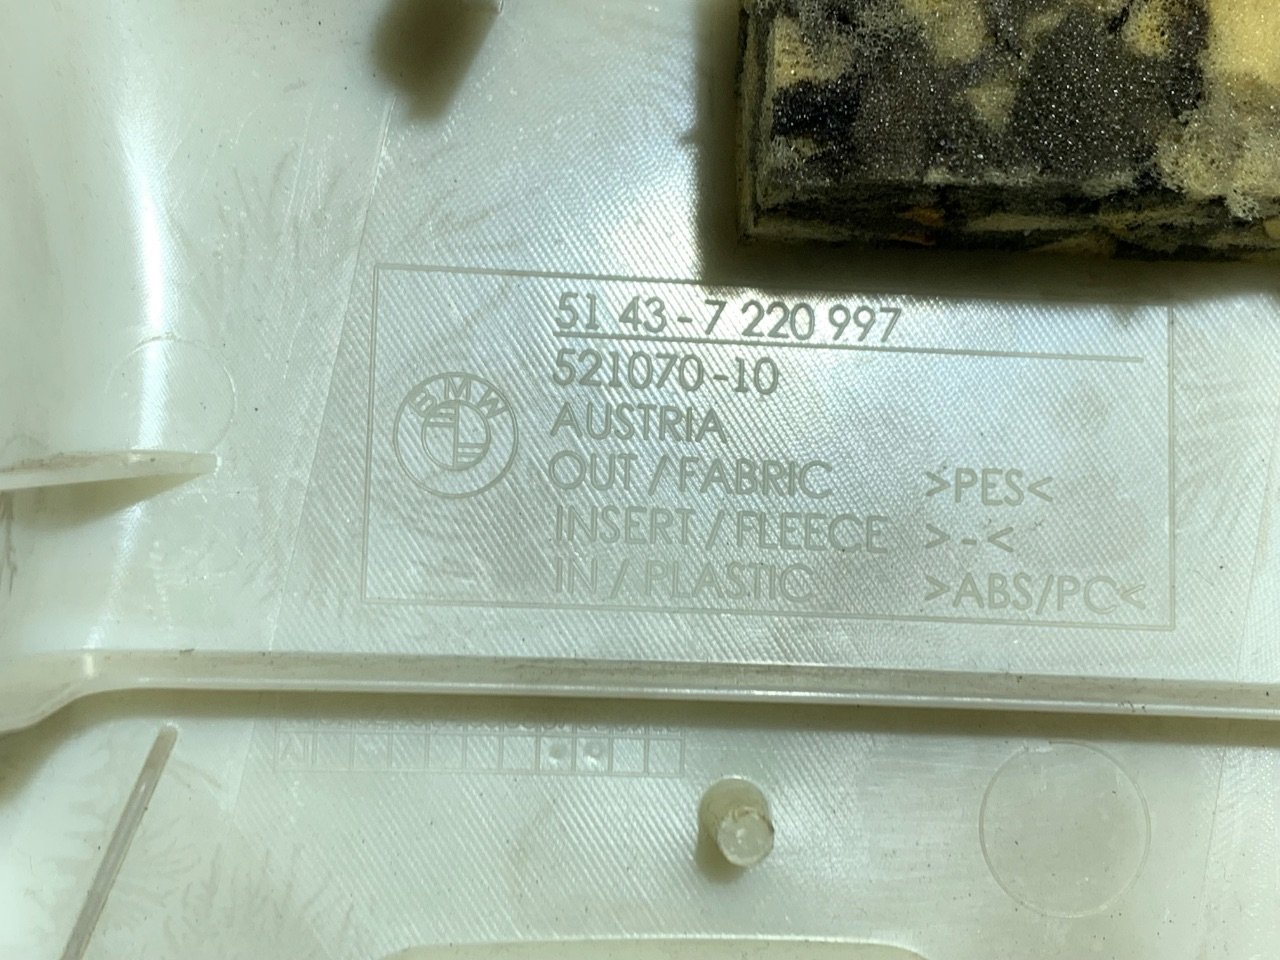 51 43-7 220 997
521070-10
BMW
AUSTRIA
OUT/FABRIC >PES<
INSERT/FLEECE >-<
IN/PLASTIC >ABS/PC<